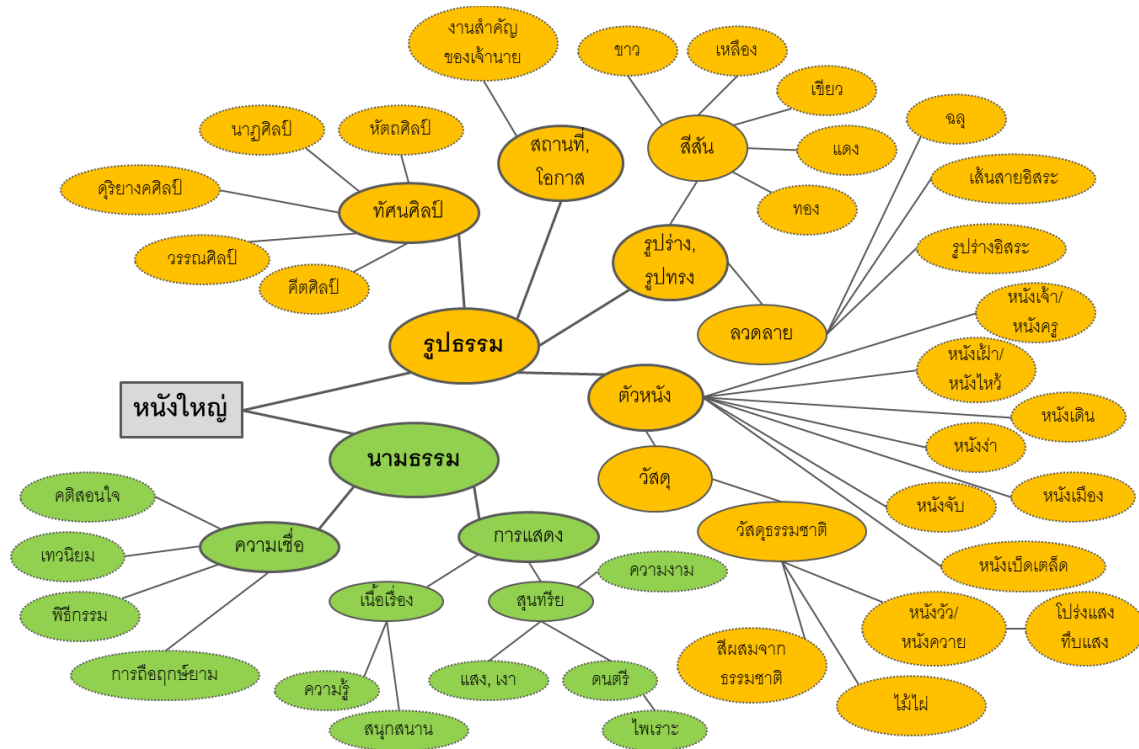 งานสำคัญ
ของเจ้านาย
ขาว
เหลือง
เขียว
แดง
ทอง
สีสัน
ฉลุ
เส้นสายอิสระ
รูปร่างอิสระ
นาฏศิลป์
หัตถศิลป์
ดุริยางคศิลป์
วรรณศิลป์
คีตศิลป์
ทัศนศิลป์
สถานที่,
โอกาส
รูปร่าง,
รูปทรง
ลวดลาย
รูปธรรม
หนังใหญ่
นามธรรม
ตัวหนัง
หนังเจ้า/
หนังครู
หนังเฝ้า/
หนังไหว้
หนังเดิน
หนังง่า
หนังเมือง
หนังจับ
หนังเบ็ดเตล็ด
วัสดุ
วัสดุธรรมชาติ
หนังวัว/
หนังควาย
โปร่งแสง
ทึบแสง
สีผสมจาก
ธรรมชาติ
ไม้ไผ่
คติสอนใจ
เทวนิยม
พิธีกรรม
การถือฤกษ์ยาม
ความเชื่อ
การแสดง
เนื้อเรื่อง
สุนทรีย
ความงาม
ความรู้
สนุกสนาน
แสง, เงา
ดนตรี
ไพเราะ